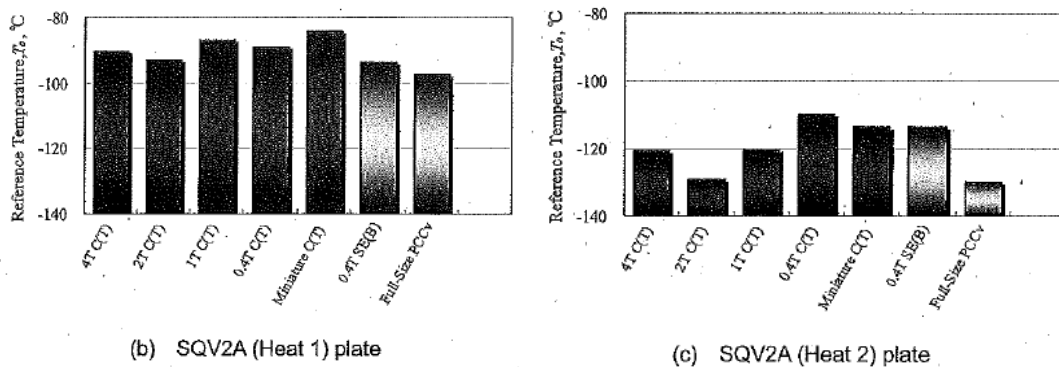 Reference Temperature, To, ℃
-80
-100
-120
-140
4T C(T)
2T C(T)
1T C(T)
0.4T C(T)
Miniature C(T)
0.4T SE(B)
Full-Size PCCv
(b) SQV2A (Heat 1) plate
Reference Temperature, To, ℃
-80
-100
-120
-140
4T C(T)
2T C(T)
1T C(T)
0.4T C(T)
Miniature C(T)
0.4T SE(B)
Full-Size PCCv
(c) SQV2A (Heat 2) plate